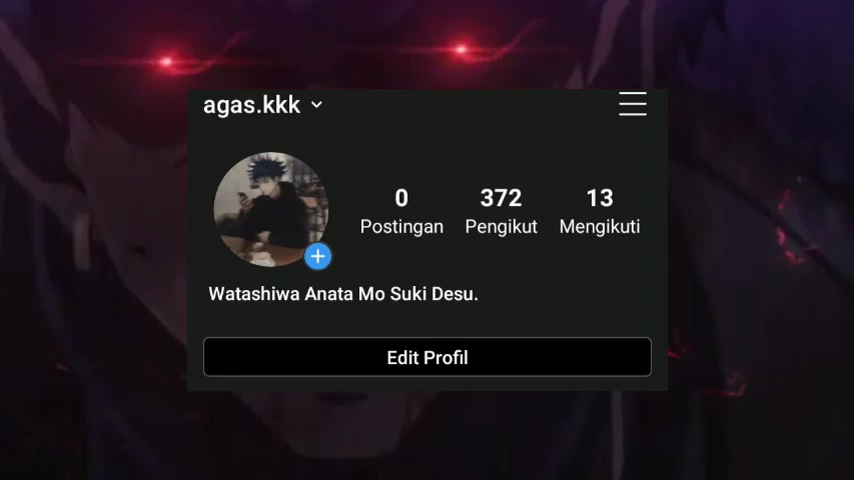 agas.kkk
0 372 13
Postingan Pengikut Mengikuti
Watashiwa Anata Mo Suki Desu.
Edit Profil